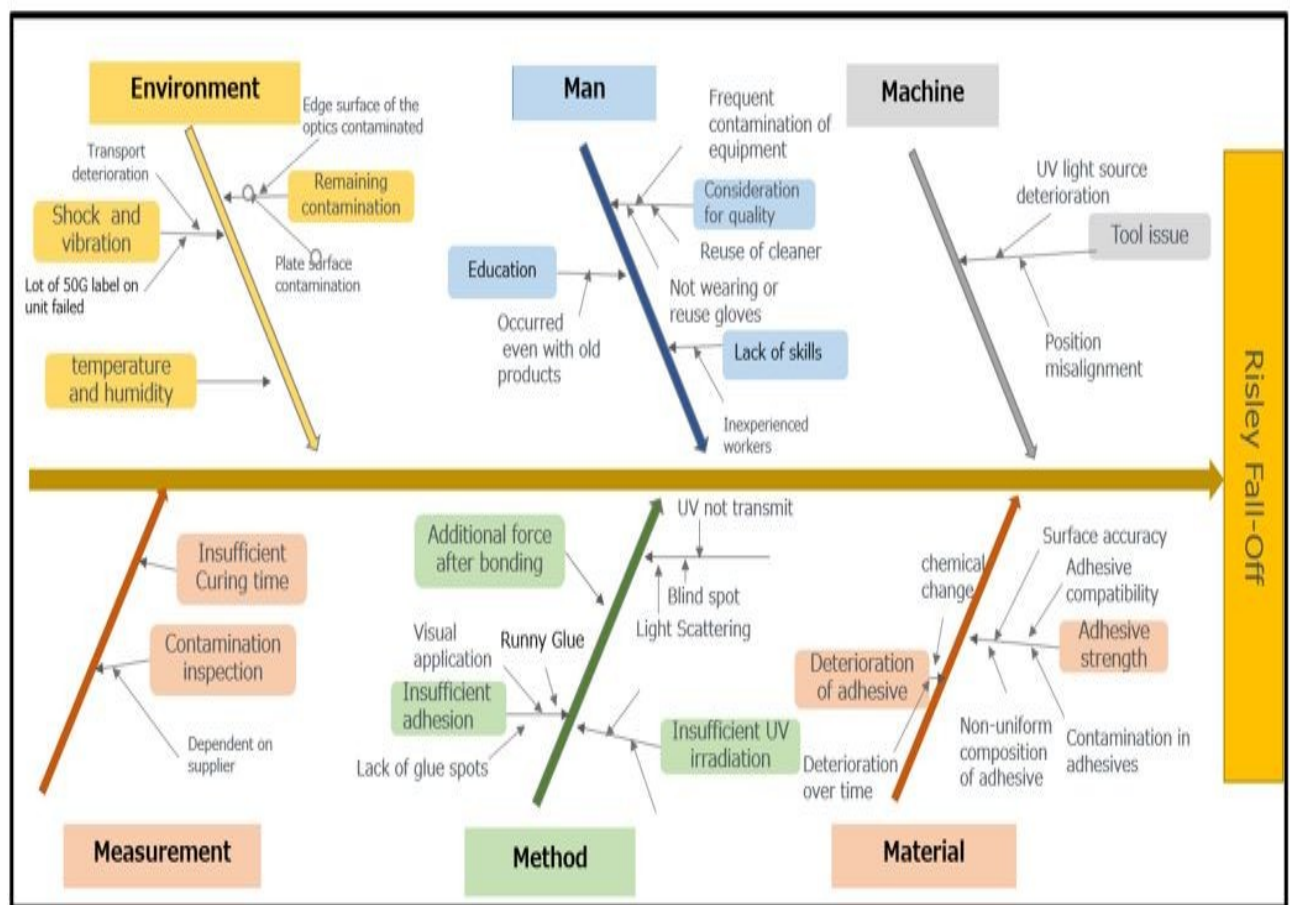 Environment
Edge surface of the
optics contaminated
Transport
deterioration
Remaining
contamination
Shock and
vibration
Plate surface
contamination
Lot of 50G label on
unit failed
temperature
and humidity
Man
Frequent
contamination of
equipment
Consideration
for quality
Reuse of cleaner
Education
Not wearing or
reuse gloves
Occurred
even with old
products
Lack of skills
Inexperienced
workers
Machine
UV light source
deterioration
Tool issue
Position
misalignment
Risley Fall-Off
Insufficient
Curing time
Contamination
inspection
Dependent on
supplier
Measurement
Additional force
after bonding
UV not transmit
Blind spot
Light Scattering
Visual
application
Runny Glue
Insufficient
adhesion
Lack of glue spots
Insufficient UV
irradiation
Method
chemical
change
Surface accuracy
Adhesive
compatibility
Adhesive
strength
Deterioration
of adhesive
Deterioration
over time
Non-uniform
composition
of adhesive
Contamination in
adhesives
Material